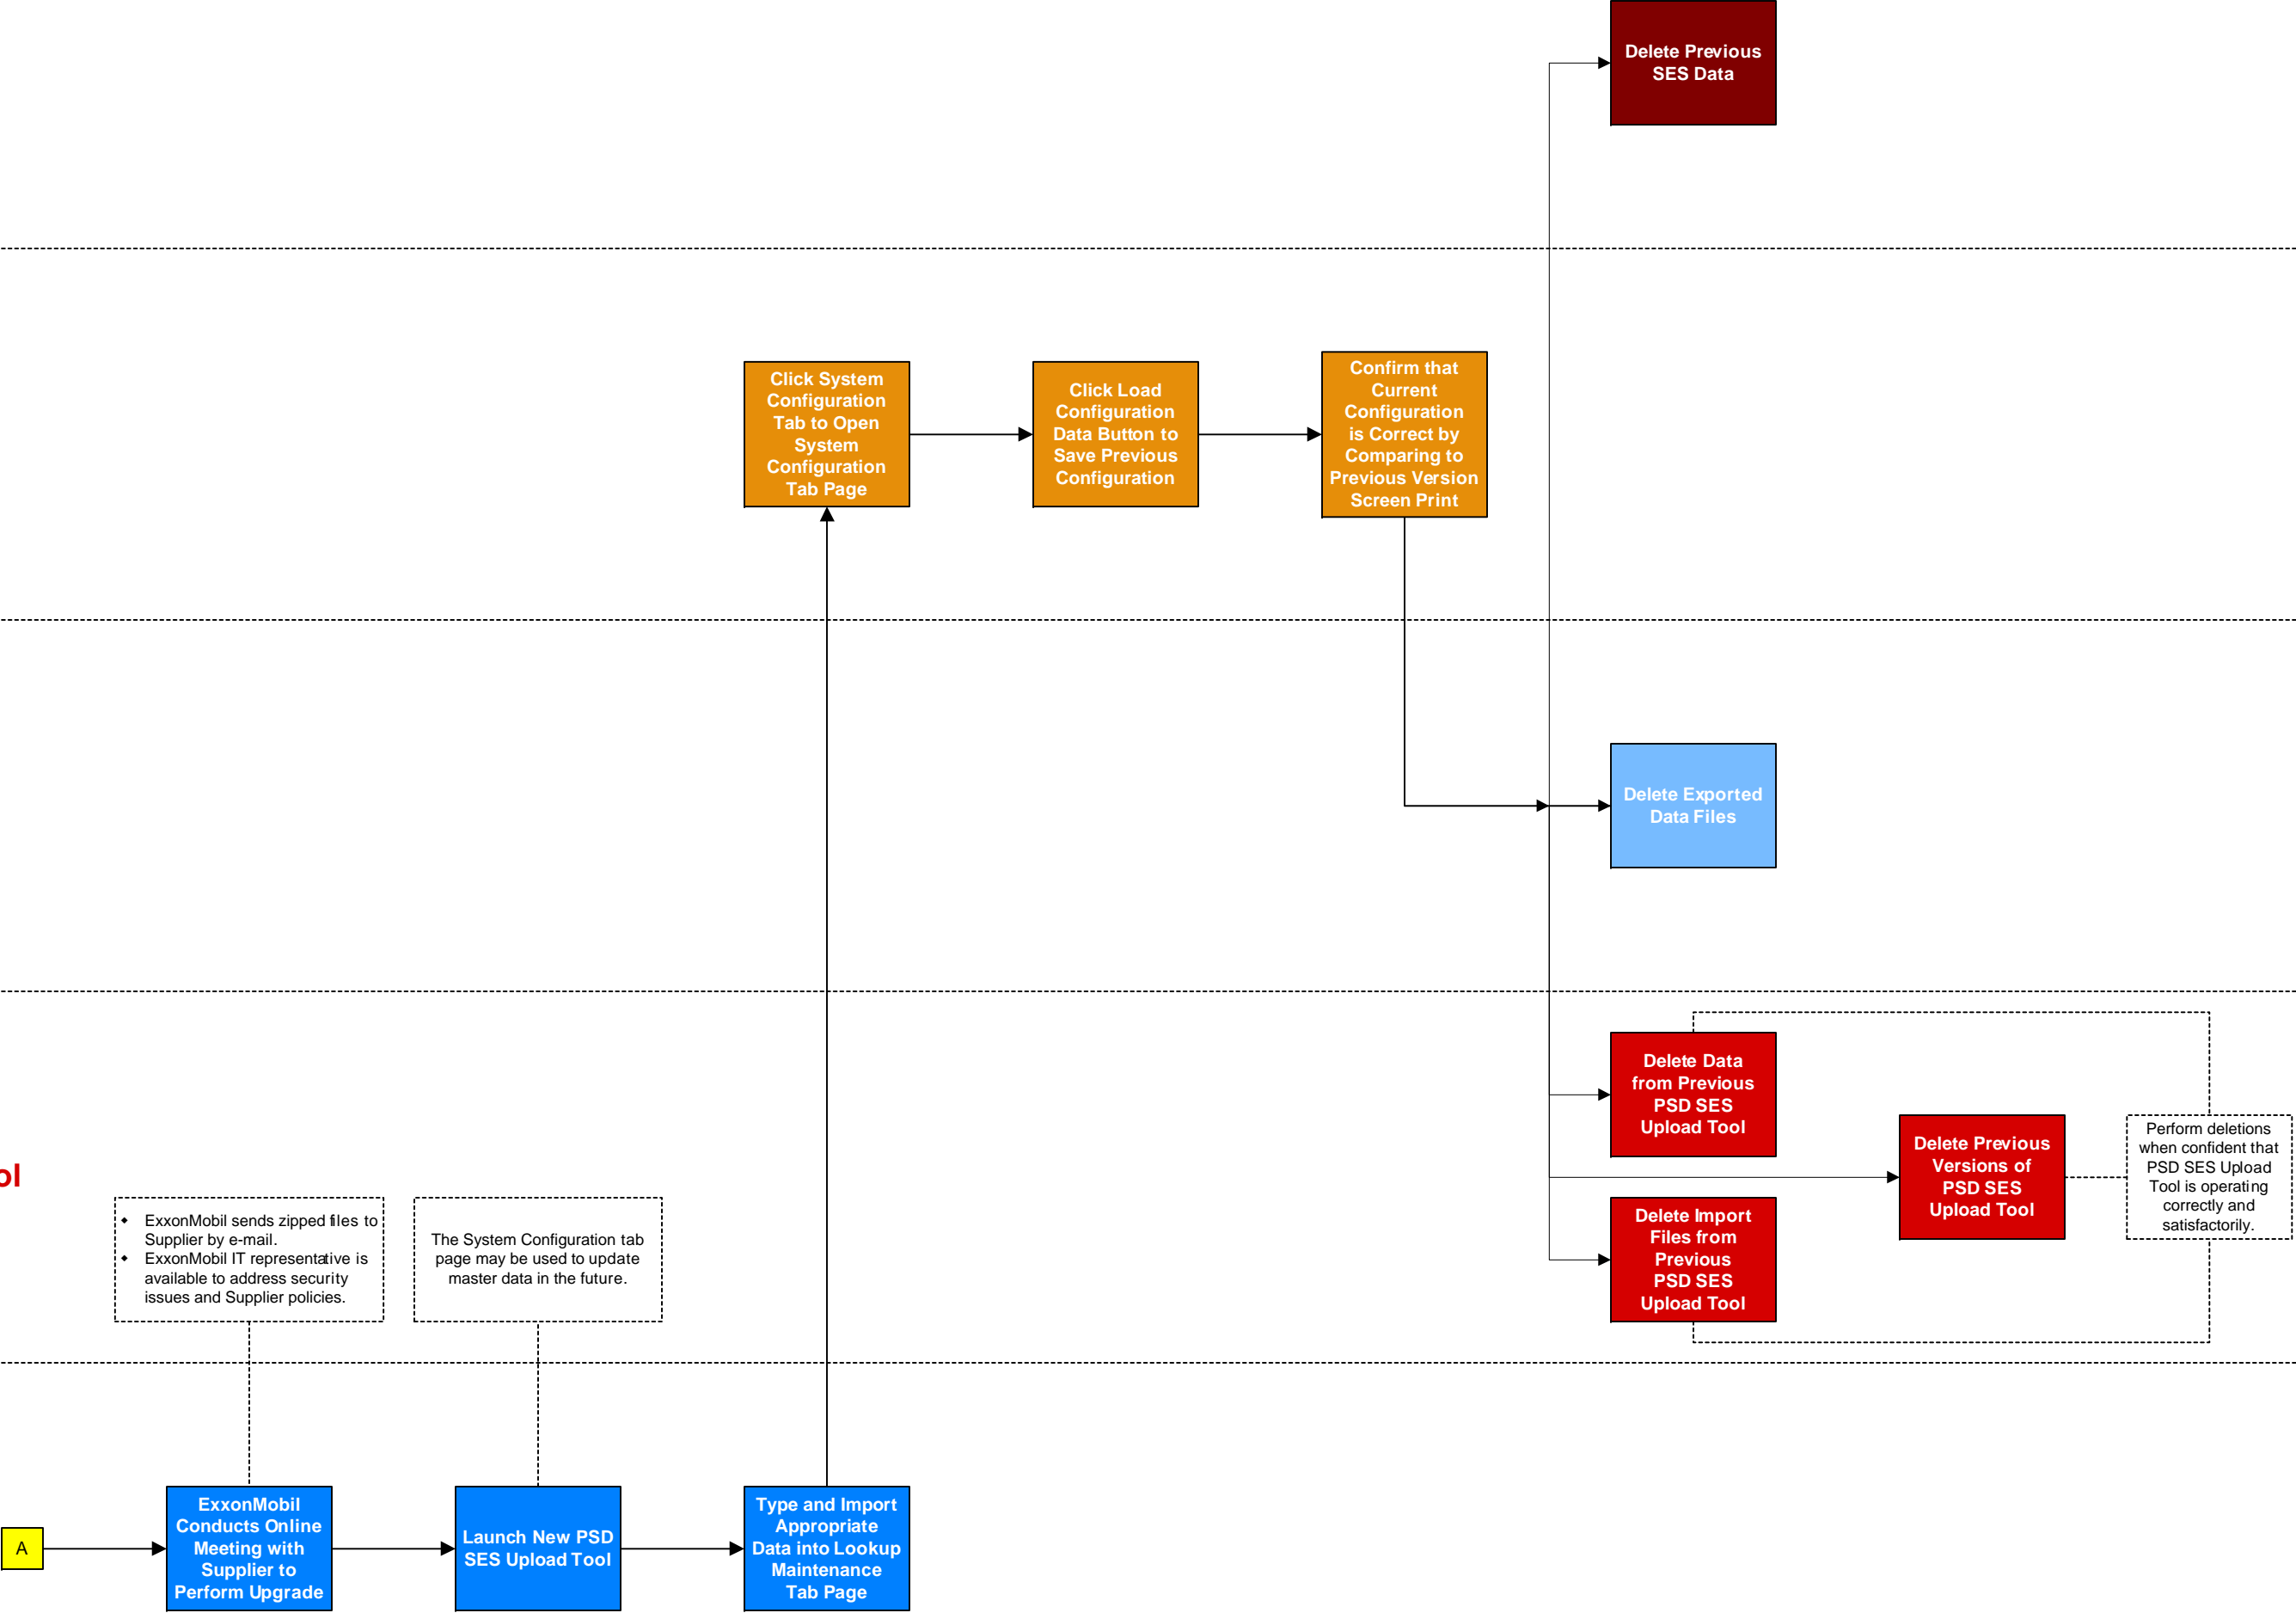 Delete Previous
SES Data
Click System
Configuration
Tab to Open
System
Configuration
Tab Page
Click Load
Configuration
Data Button to
Save Previous
Configuration
Confirm that
Current
Configuration
is Correct by
Comparing to
Previous Version
Screen Print
Delete Exported
Data Files
Delete Data
from Previous
PSD SES
Upload Tool
Delete Previous
Versions of
PSD SES
Upload Tool
Perform deletions
when confident that
PSD SES Upload
Tool is operating
correctly and
satisfactorily.
Delete Import
Files from
Previous
PSD SES
Upload Tool
ol
• ExxonMobil sends zipped files to
Supplier by e-mail.
• ExxonMobil IT representative is
available to address security
issues and Supplier policies.
The System Configuration tab
page may be used to update
master data in the future.
A
ExxonMobil
Conducts Online
Meeting with
Supplier to
Perform Upgrade
Launch New PSD
SES Upload Tool
Type and Import
Appropriate
Data into Lookup
Maintenance
Tab Page